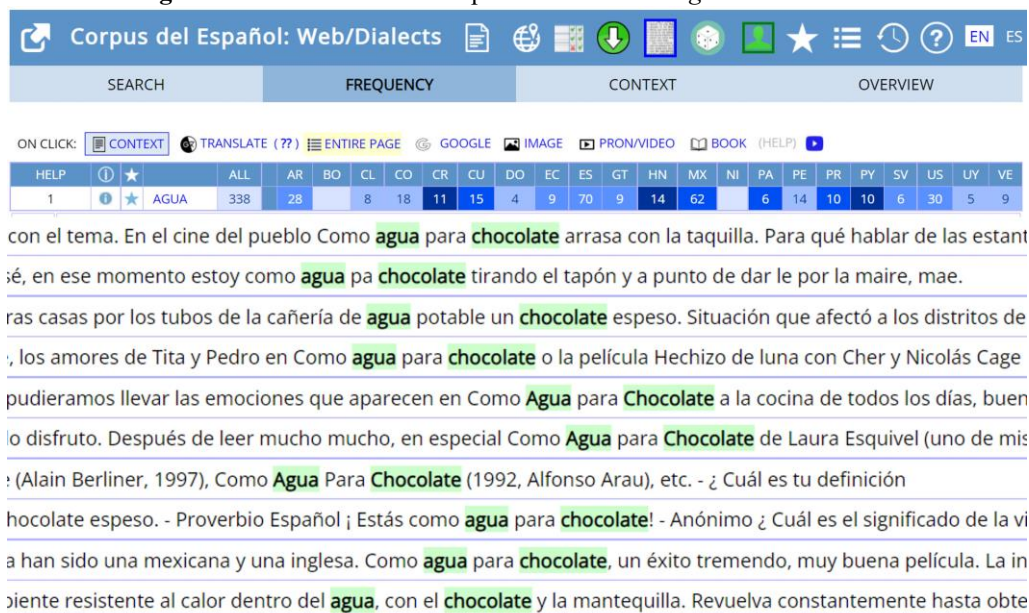 Corpus del Español: Web/Dialects EN ES
SEARCH FREQUENCY CONTEXT OVERVIEW
ON CLICK: CONTEXT TRANSLATE (??) ENTIRE PAGE G GOOGLE IMAGE PRON/VIDEO BOOK (HELP)
HELP ALL AR BO CL CO CR CU DO EC ES GT HN MX NI PA PE PR PY SV US UY VE
1 AGUA 338 28 8 18 11 15 4 9 70 9 14 62 6 14 10 10 6 30 5 9
con el tema. En el cine del pueblo Como agua para chocolate arrasa con la taquilla. Para qué hablar de las estant
sé, en ese momento estoy como agua pa chocolate tirando el tapón y a punto de dar le por la maire, mae.
ras casas por los tubos de la cañería de agua potable un chocolate espeso. Situación que afectó a los distritos de
, los amores de Tita y Pedro en Como agua para chocolate o la película Hechizo de luna con Cher y Nicolás Cage
pudieramos llevar las emociones que aparecen en Como Agua para Chocolate a la cocina de todos los días, buen
lo disfruto. Después de leer mucho mucho, en especial Como Agua para Chocolate de Laura Esquivel (uno de mis
(Alain Berliner, 1997), Como Agua Para Chocolate (1992, Alfonso Arau), etc. - ¿ Cuál es tu definición
hocolate espeso. - Proverbio Español ¡ Estás como agua para chocolate! - Anónimo ¿ Cuál es el significado de la vi
a han sido una mexicana y una inglesa. Como agua para chocolate, un éxito tremendo, muy buena película. La in
piente resistente al calor dentro del agua, con el chocolate y la mantequilla. Revuelva constantemente hasta obte